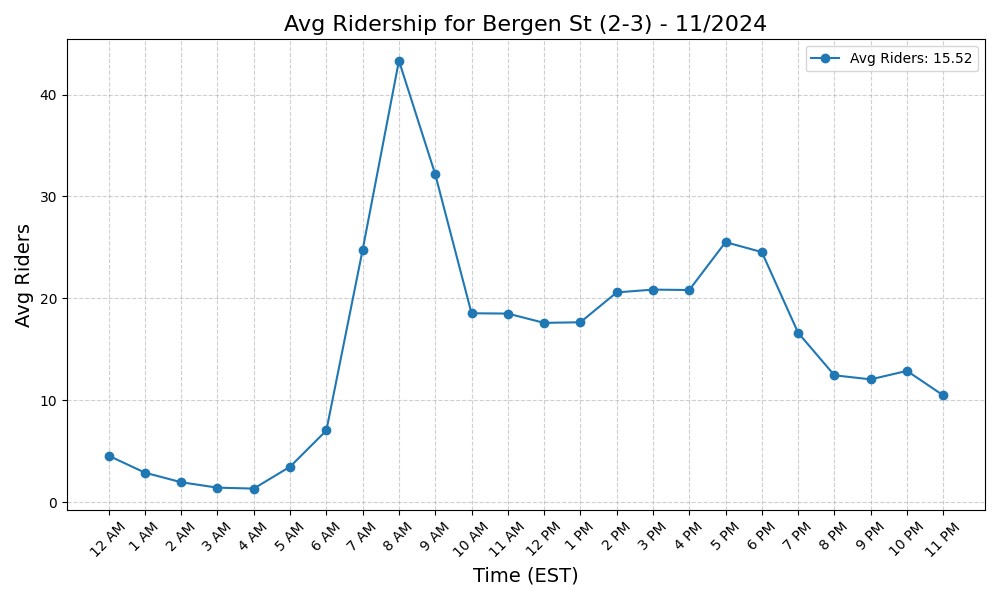 Avg Ridership for Bergen St (2-3) - 11/2024
Avg Riders: 15.52
Avg Riders
40
30
20
10
0
12 AM
1 AM
2 AM
3 AM
4 AM
5 AM
6 AM
7 AM
8 AM
9 AM
10 AM
11 AM
12 PM
1 PM
2 PM
3 PM
4 PM
5 PM
6 PM
7 PM
8 PM
9 PM
10 PM
11 PM
Time (EST)